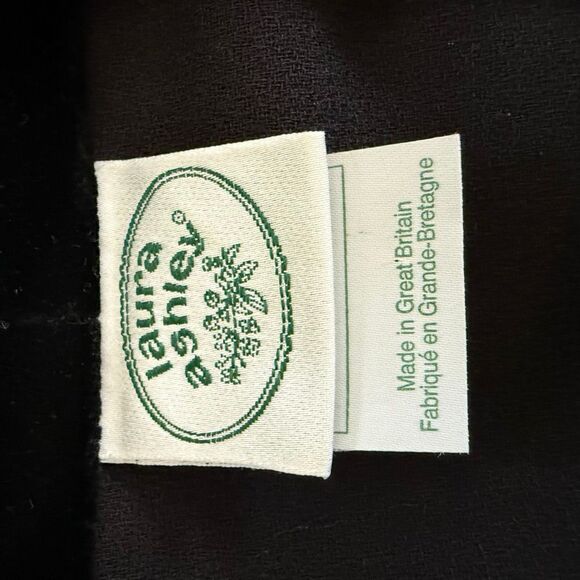 laura
ashley®
Made in Great Britain
Fabriqué en Grande-Bretagne